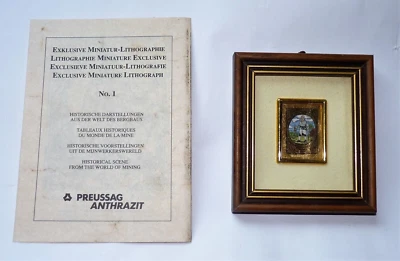 Exklusive Miniatur-Lithographie
Lithographie Miniature Exclusive
Exclusieve Miniatuur-Lithografie
Exclusive Miniature Lithograph
No. 1
HISTORISCHE DARSTELLUNGEN
AUS DER WELT DES BERGBAUS
TABLEAUX HISTORIQUES
DU MONDE DE LA MINE
HISTORISCHE VOORSTELLINGEN
UIT DE MIJNWERKERSWERELD
HISTORICAL SCENE
FROM THE WORLD OF MINING
PREUSSAG
ANTHRAZIT